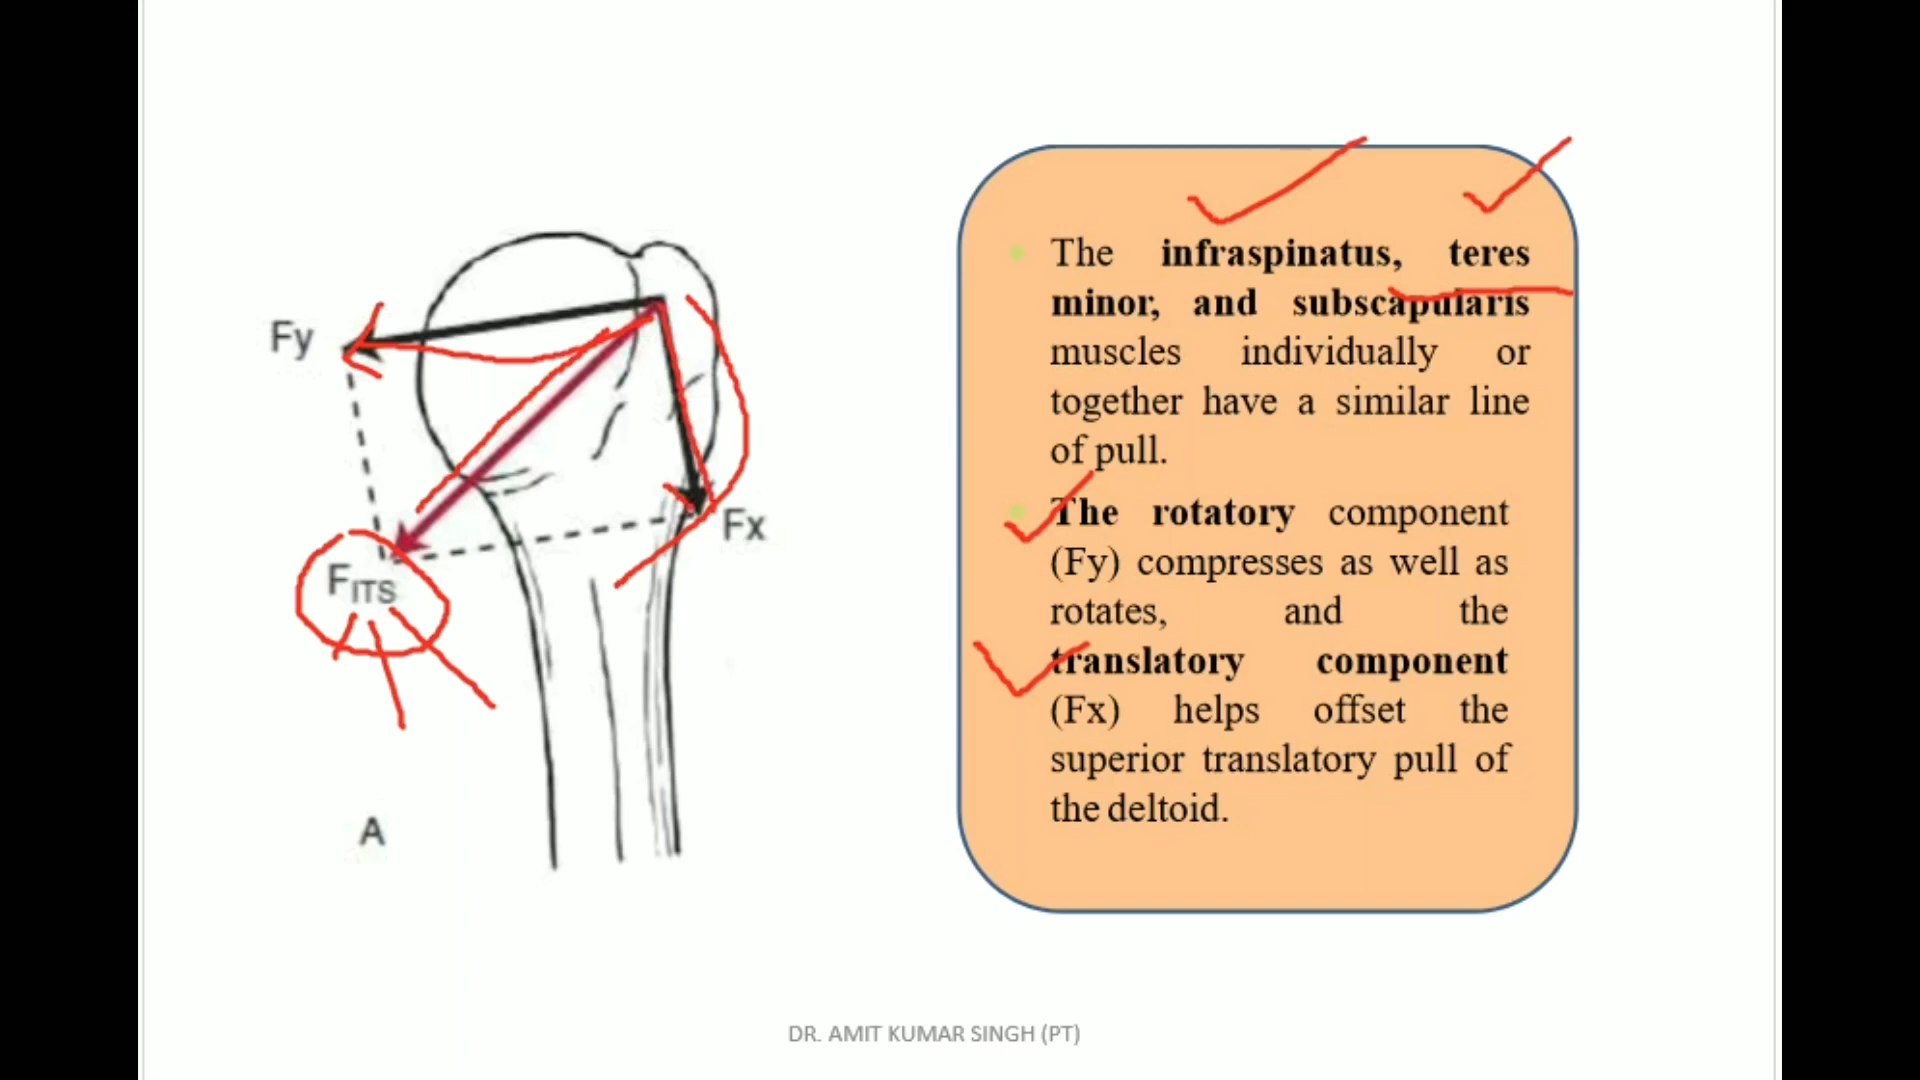 The infraspinatus, teres
minor, and subscapularis
muscles individually or
together have a similar line
of pull.
The rotatory component
(Fy) compresses as well as
rotates, and the
translatory component
(Fx) helps offset the
superior translatory pull of
the deltoid.
Fy
Fx
FITS
A
DR. AMIT KUMAR SINGH (PT)